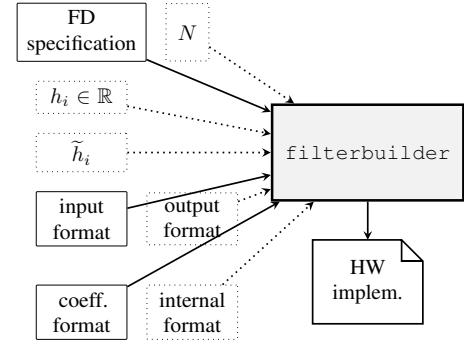 FD
specification
N
h_i ∈ ℝ
h̃_i
filterbuilder
input
format
output
format
HW
implem.
coeff.
format
internal
format